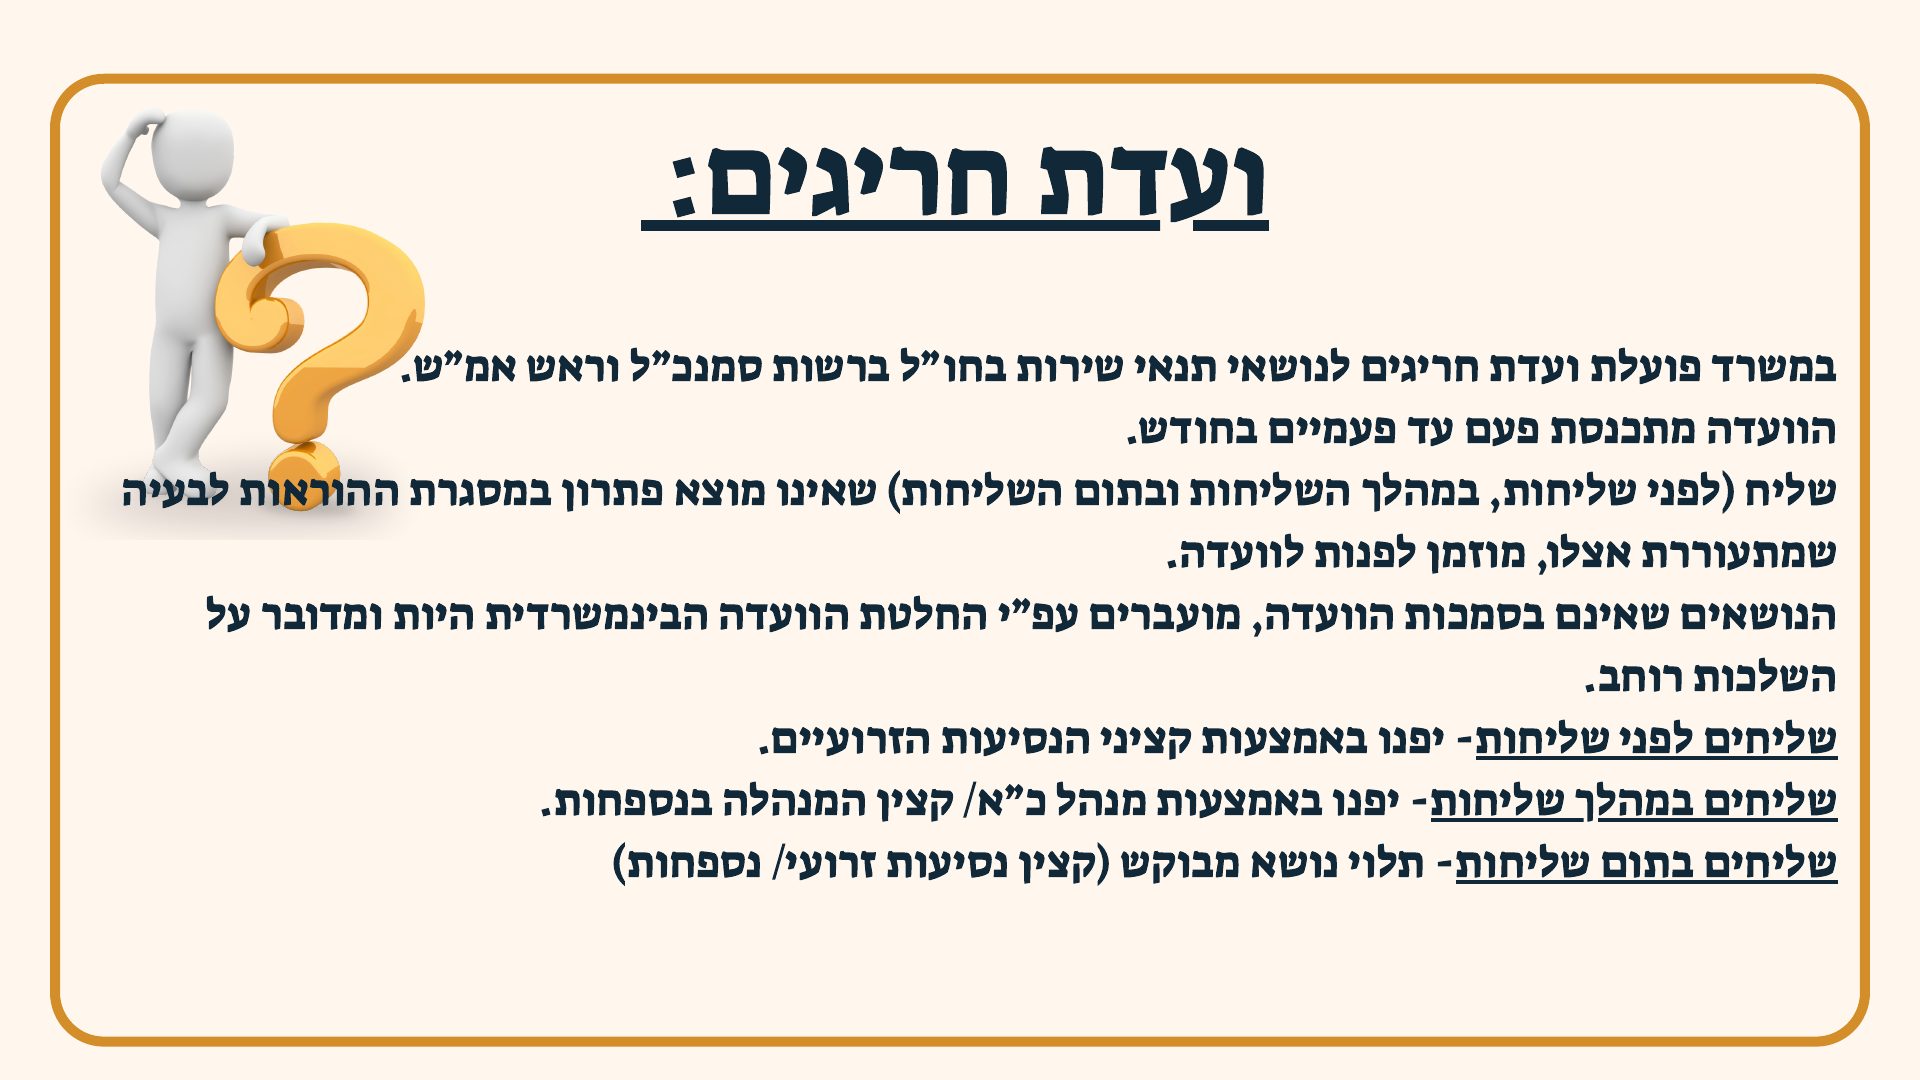 ועדת חריגים:
במשרד פועלת ועדת חריגים לנושאי תנאי שירות בחו"ל ברשות סמנכ"ל וראש אמ"ש.
הוועדה מתכנסת פעם עד פעמיים בחודש.
שליח (לפני שליחות, במהלך השליחות ובתום השליחות) שאינו מוצא פתרון במסגרת ההוראות לבעיה
שמתעוררת אצלו, מוזמן לפנות לוועדה.
הנושאים שאינם בסמכות הוועדה, מועברים עפ"י החלטת הוועדה הבינמשרדית היות ומדובר על
השלכות רוחב.
שליחים לפני שליחות- יפנו באמצעות קציני הנסיעות הזרועיים.
שליחים במהלך שליחות- יפנו באמצעות מנהל כ"א/ קצין המנהלה בנספחות.
שליחים בתום שליחות- תלוי נושא מבוקש (קצין נסיעות זרועי/ נספחות)